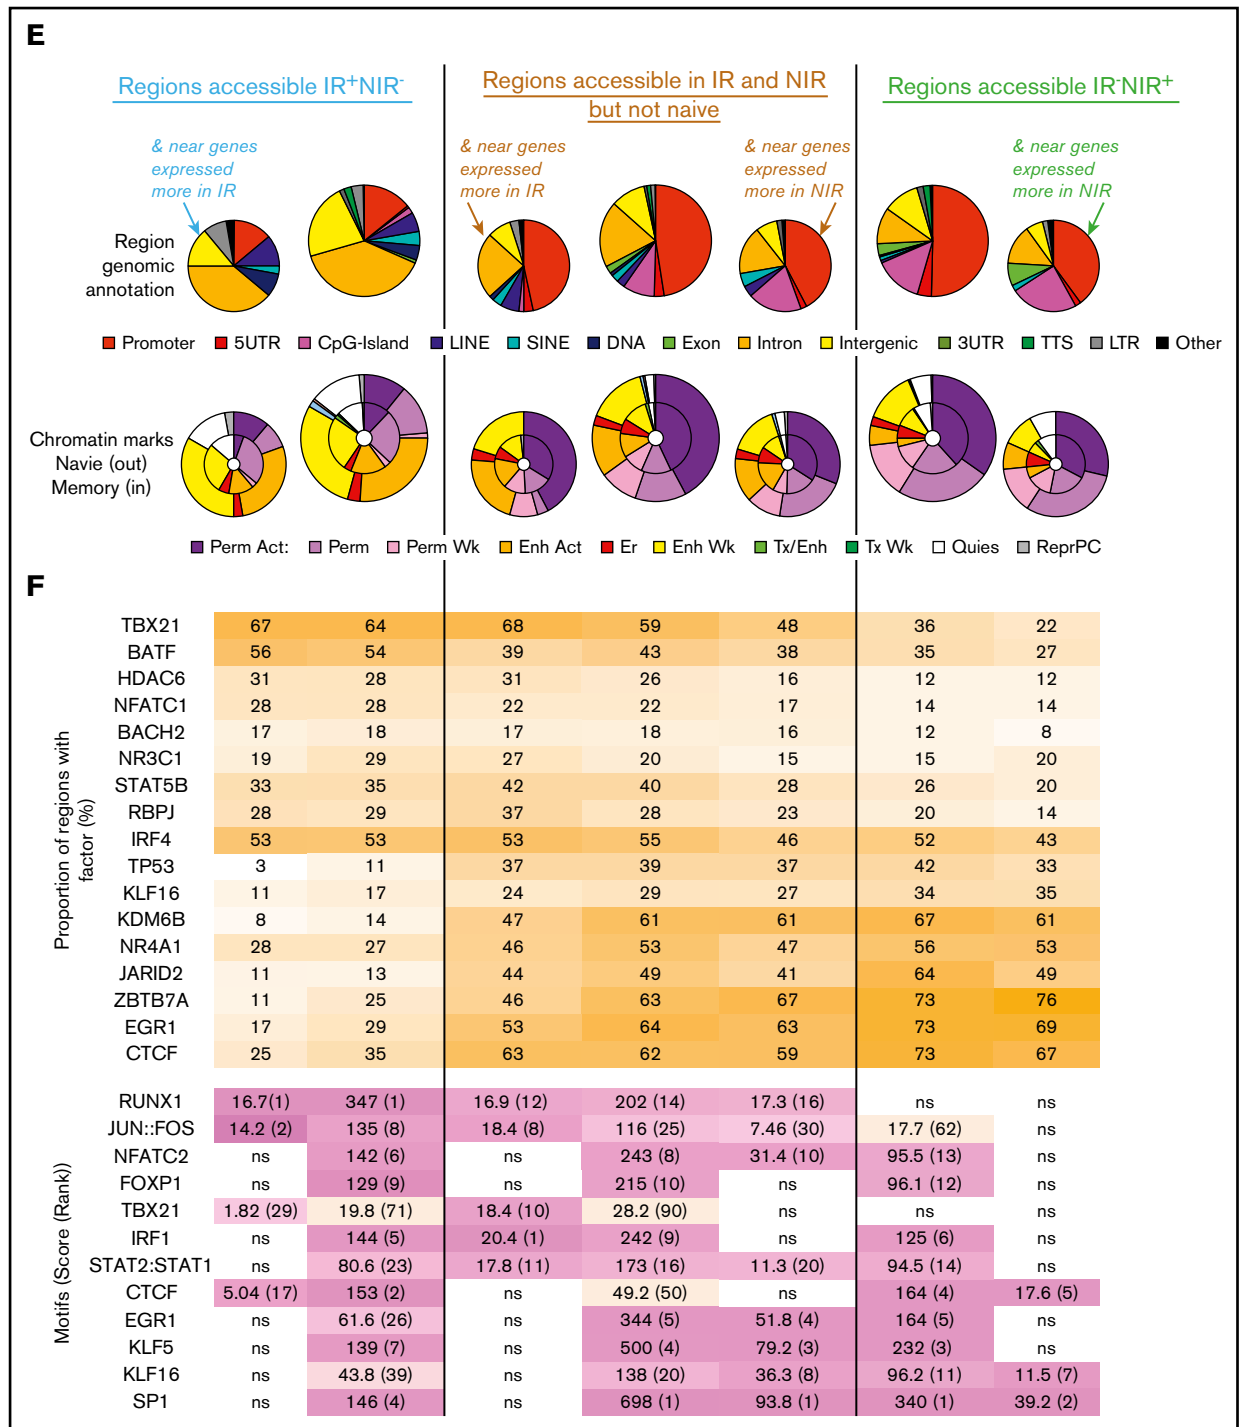 E
Regions accessible IR+NIR-
Regions accessible in IR and NIR
but not naive
Regions accessible IR-NIR+
& near genes
expressed
more in IR
& near genes
expressed
more in IR
& near genes
expressed
more in NIR
& near genes
expressed
more in NIR
Region
genomic
annotation
Promoter 5UTR CpG-Island LINE SINE DNA Exon Intron Intergenic 3UTR TTS LTR Other
Chromatin marks
Navie (out)
Memory (in)
Perm Act: Perm Perm Wk Enh Act Er Enh Wk Tx/Enh Tx Wk Quies ReprPC
F
Proportion of regions with
factor (%)
TBX21 67 64 68 59 48 36 22
BATF 56 54 39 43 38 35 27
HDAC6 31 28 31 26 16 12 12
NFATC1 28 28 22 22 17 14 14
BACH2 17 18 17 18 16 12 8
NR3C1 19 29 27 20 15 15 20
STAT5B 33 35 42 40 28 26 20
RBPJ 28 29 37 28 23 20 14
IRF4 53 53 53 55 46 52 43
TP53 3 11 37 39 37 42 33
KLF16 11 17 24 29 27 34 35
KDM6B 8 14 47 61 61 67 61
NR4A1 28 27 46 53 47 56 53
JARID2 11 13 44 49 41 64 49
ZBTB7A 11 25 46 63 67 73 76
EGR1 17 29 53 64 63 73 69
CTCF 25 35 63 62 59 73 67
Motifs (Score (Rank))
RUNX1 16.7(1) 347 (1) 16.9 (12) 202 (14) 17.3 (16) ns ns
JUN::FOS 14.2 (2) 135 (8) 18.4 (8) 116 (25) 7.46 (30) 17.7 (62) ns
NFATC2 ns 142 (6) ns 243 (8) 31.4 (10) 95.5 (13) ns
FOXP1 ns 129 (9) ns 215 (10) ns 96.1 (12) ns
TBX21 1.82 (29) 19.8 (71) 18.4 (10) 28.2 (90) ns ns ns
IRF1 ns 144 (5) 20.4 (1) 242 (9) ns 125 (6) ns
STAT2:STAT1 ns 80.6 (23) 17.8 (11) 173 (16) 11.3 (20) 94.5 (14) ns
CTCF 5.04 (17) 153 (2) ns 49.2 (50) ns 164 (4) 17.6 (5)
EGR1 ns 61.6 (26) ns 344 (5) 51.8 (4) 164 (5) ns
KLF5 ns 139 (7) ns 500 (4) 79.2 (3) 232 (3) ns
KLF16 ns 43.8 (39) ns 138 (20) 36.3 (8) 96.2 (11) 11.5 (7)
SP1 ns 146 (4) ns 698 (1) 93.8 (1) 340 (1) 39.2 (2)